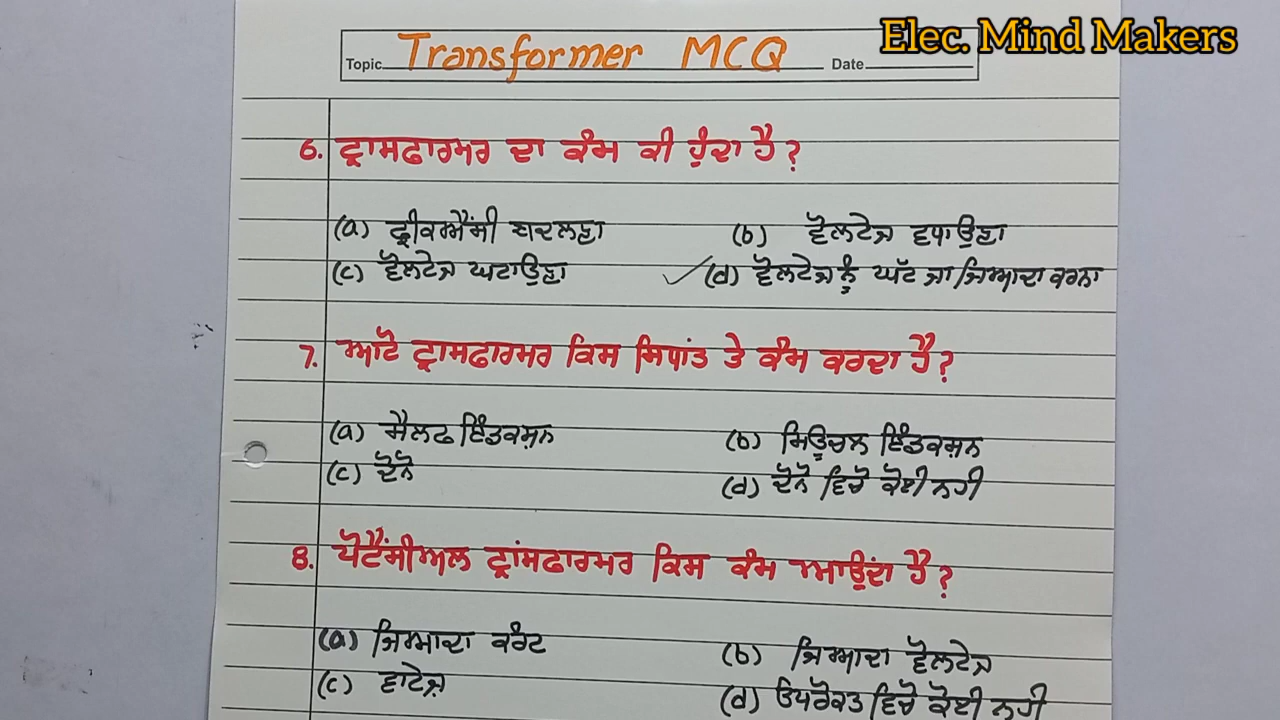 Elec. Mind Makers
Topic Transformer MCQ Date
6. ਟ੍ਰਾਸਫਾਰਮਰ ਦਾ ਕੰਮ ਕੀ ਹੁੰਦਾ ਹੈ?
(a) ਫ੍ਰੀਕਐਂਸੀ ਬਦਲਣਾ (b) ਵੋਲਟੇਜ ਵਧਾਉਣਾ
(c) ਵੋਲਟੇਜ ਘਟਾਉਣਾ ✓(d) ਵੋਲਟੇਜ ਨੂੰ ਘੱਟ ਜਾ ਜਿਆਦਾ ਕਰਨਾ
7. ਆਟੋ ਟ੍ਰਾਸਫਾਰਮਰ ਕਿਸ ਸਿਧਾਂਤ ਤੇ ਕੰਮ ਕਰਦਾ ਹੈ?
(a) ਸੈਲਫ ਇੰਡਕਸ਼ਨ (b) ਮਿਊਚਲ ਇੰਡਕਸ਼ਨ
(c) ਦੋਨੋ (d) ਦੋਨੋ ਵਿਚੋ ਕੋਈ ਨਹੀ
8. ਪੋਟੈਂਸੀਅਲ ਟ੍ਰਾਂਸਫਾਰਮਰ ਕਿਸ ਕੰਮ ਆਉਂਦਾ ਹੈ?
(a) ਜਿਆਦਾ ਕਰੰਟ (b) ਜਿਆਦਾ ਵੋਲਟੇਜ
(c) ਵਾਟੇਜ਼ (d) ਉਪਰੋਕਤ ਵਿਚੋ ਕੋਈ ਨਹੀ